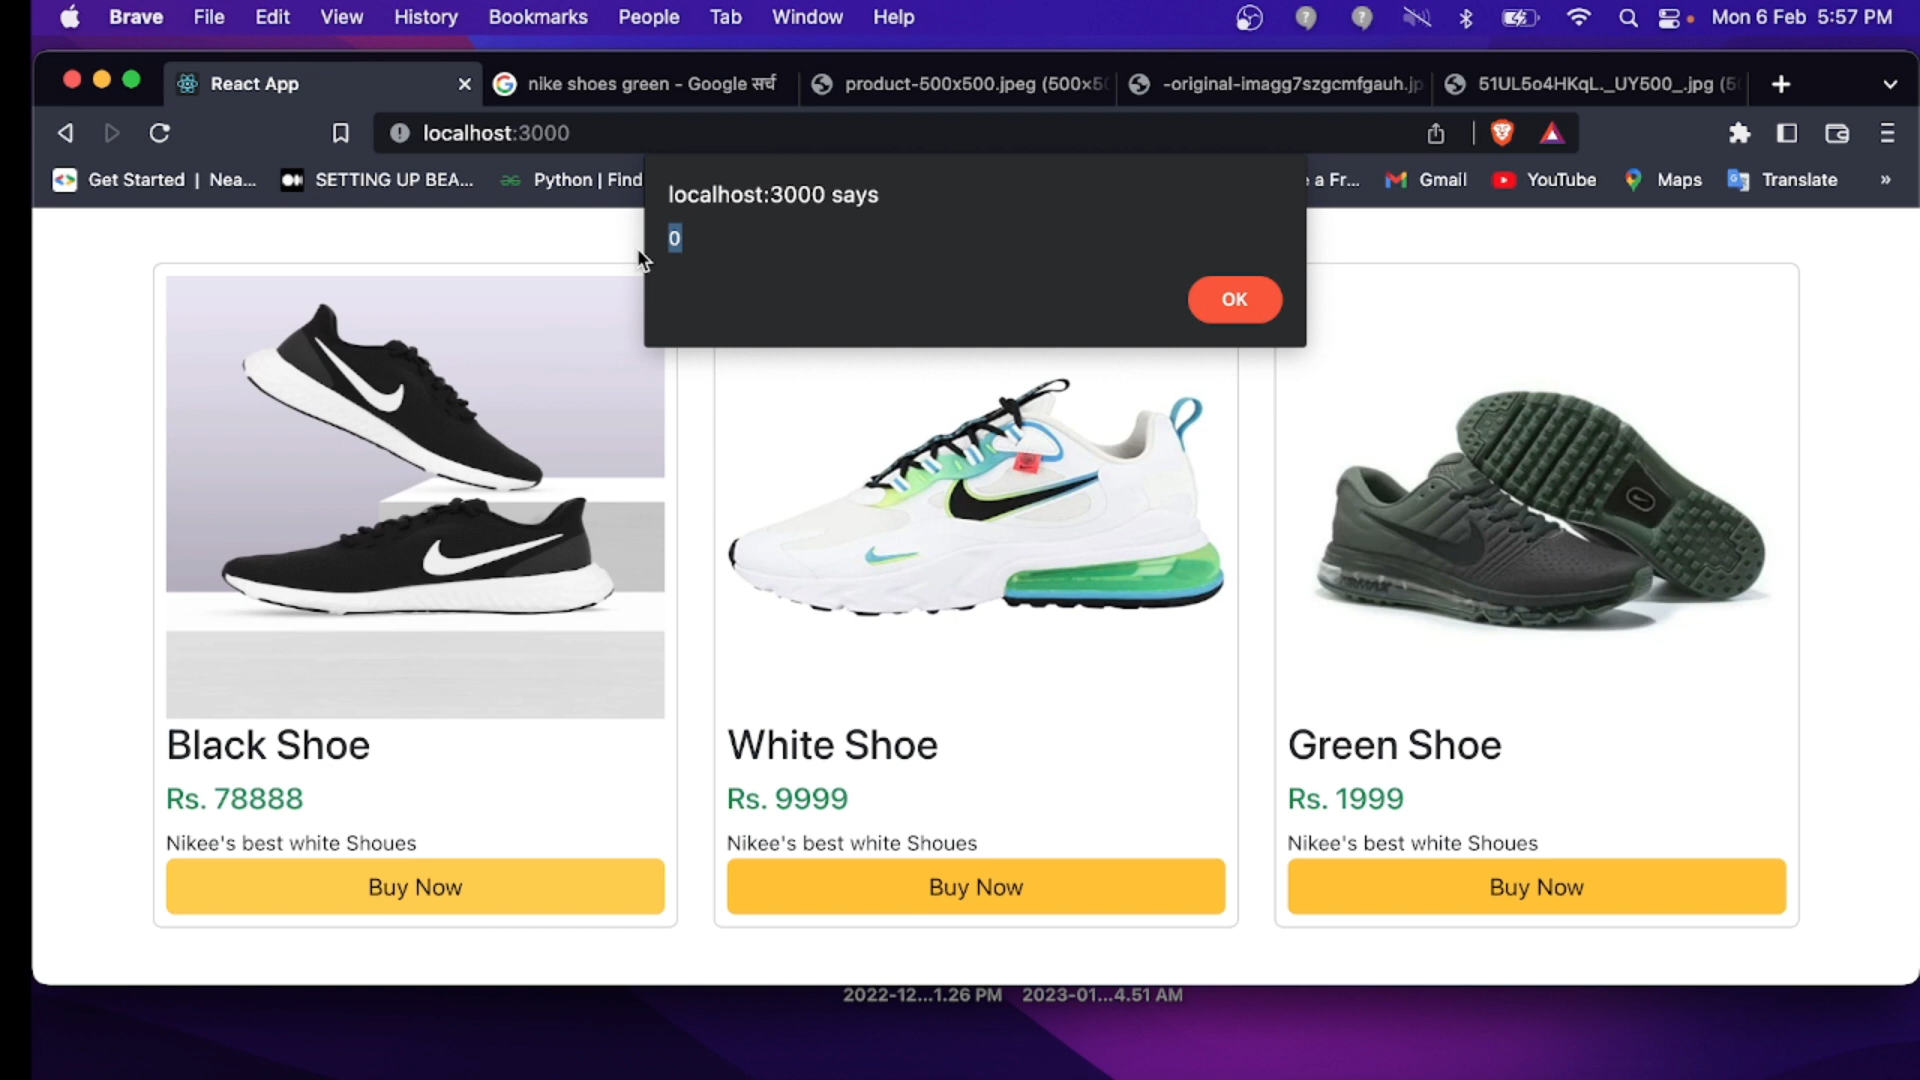 Brave File Edit View History Bookmarks People Tab Window Help Mon 6 Feb 5:57 PM
React App nike shoes green - Google सर्च product-500x500.jpeg (500×5 -original-imagg7szgcmfgauh.jp 51UL5o4HKqL._UY500_.jpg (5
localhost:3000
Get Started | Nea... SETTING UP BEA... Python | Find a Fr... Gmail YouTube Maps Translate »
localhost:3000 says
0
OK
Black Shoe
Rs. 78888
Nikee's best white Shoues
Buy Now
White Shoe
Rs. 9999
Nikee's best white Shoues
Buy Now
Green Shoe
Rs. 1999
Nikee's best white Shoues
Buy Now
2022-12...1.26 PM 2023-01...4.51 AM